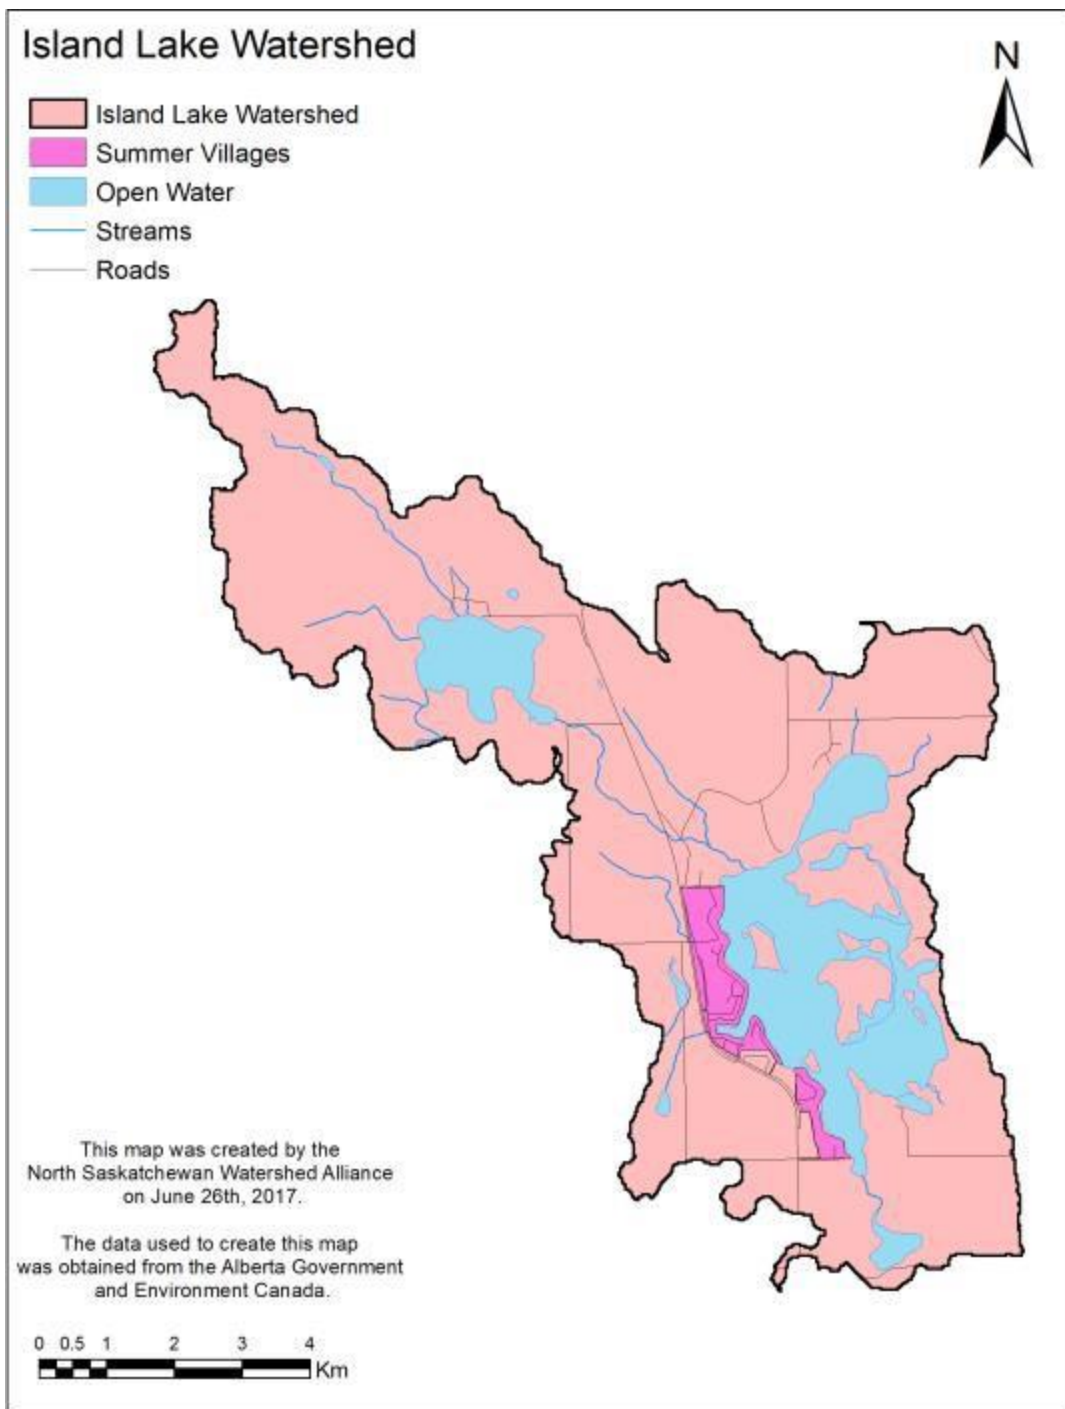 Island Lake Watershed
N
Island Lake Watershed
Summer Villages
Open Water
Streams
Roads
This map was created by the
North Saskatchewan Watershed Alliance
on June 26th, 2017.
The data used to create this map
was obtained from the Alberta Government
and Environment Canada.
0 0.5 1 2 3 4
Km